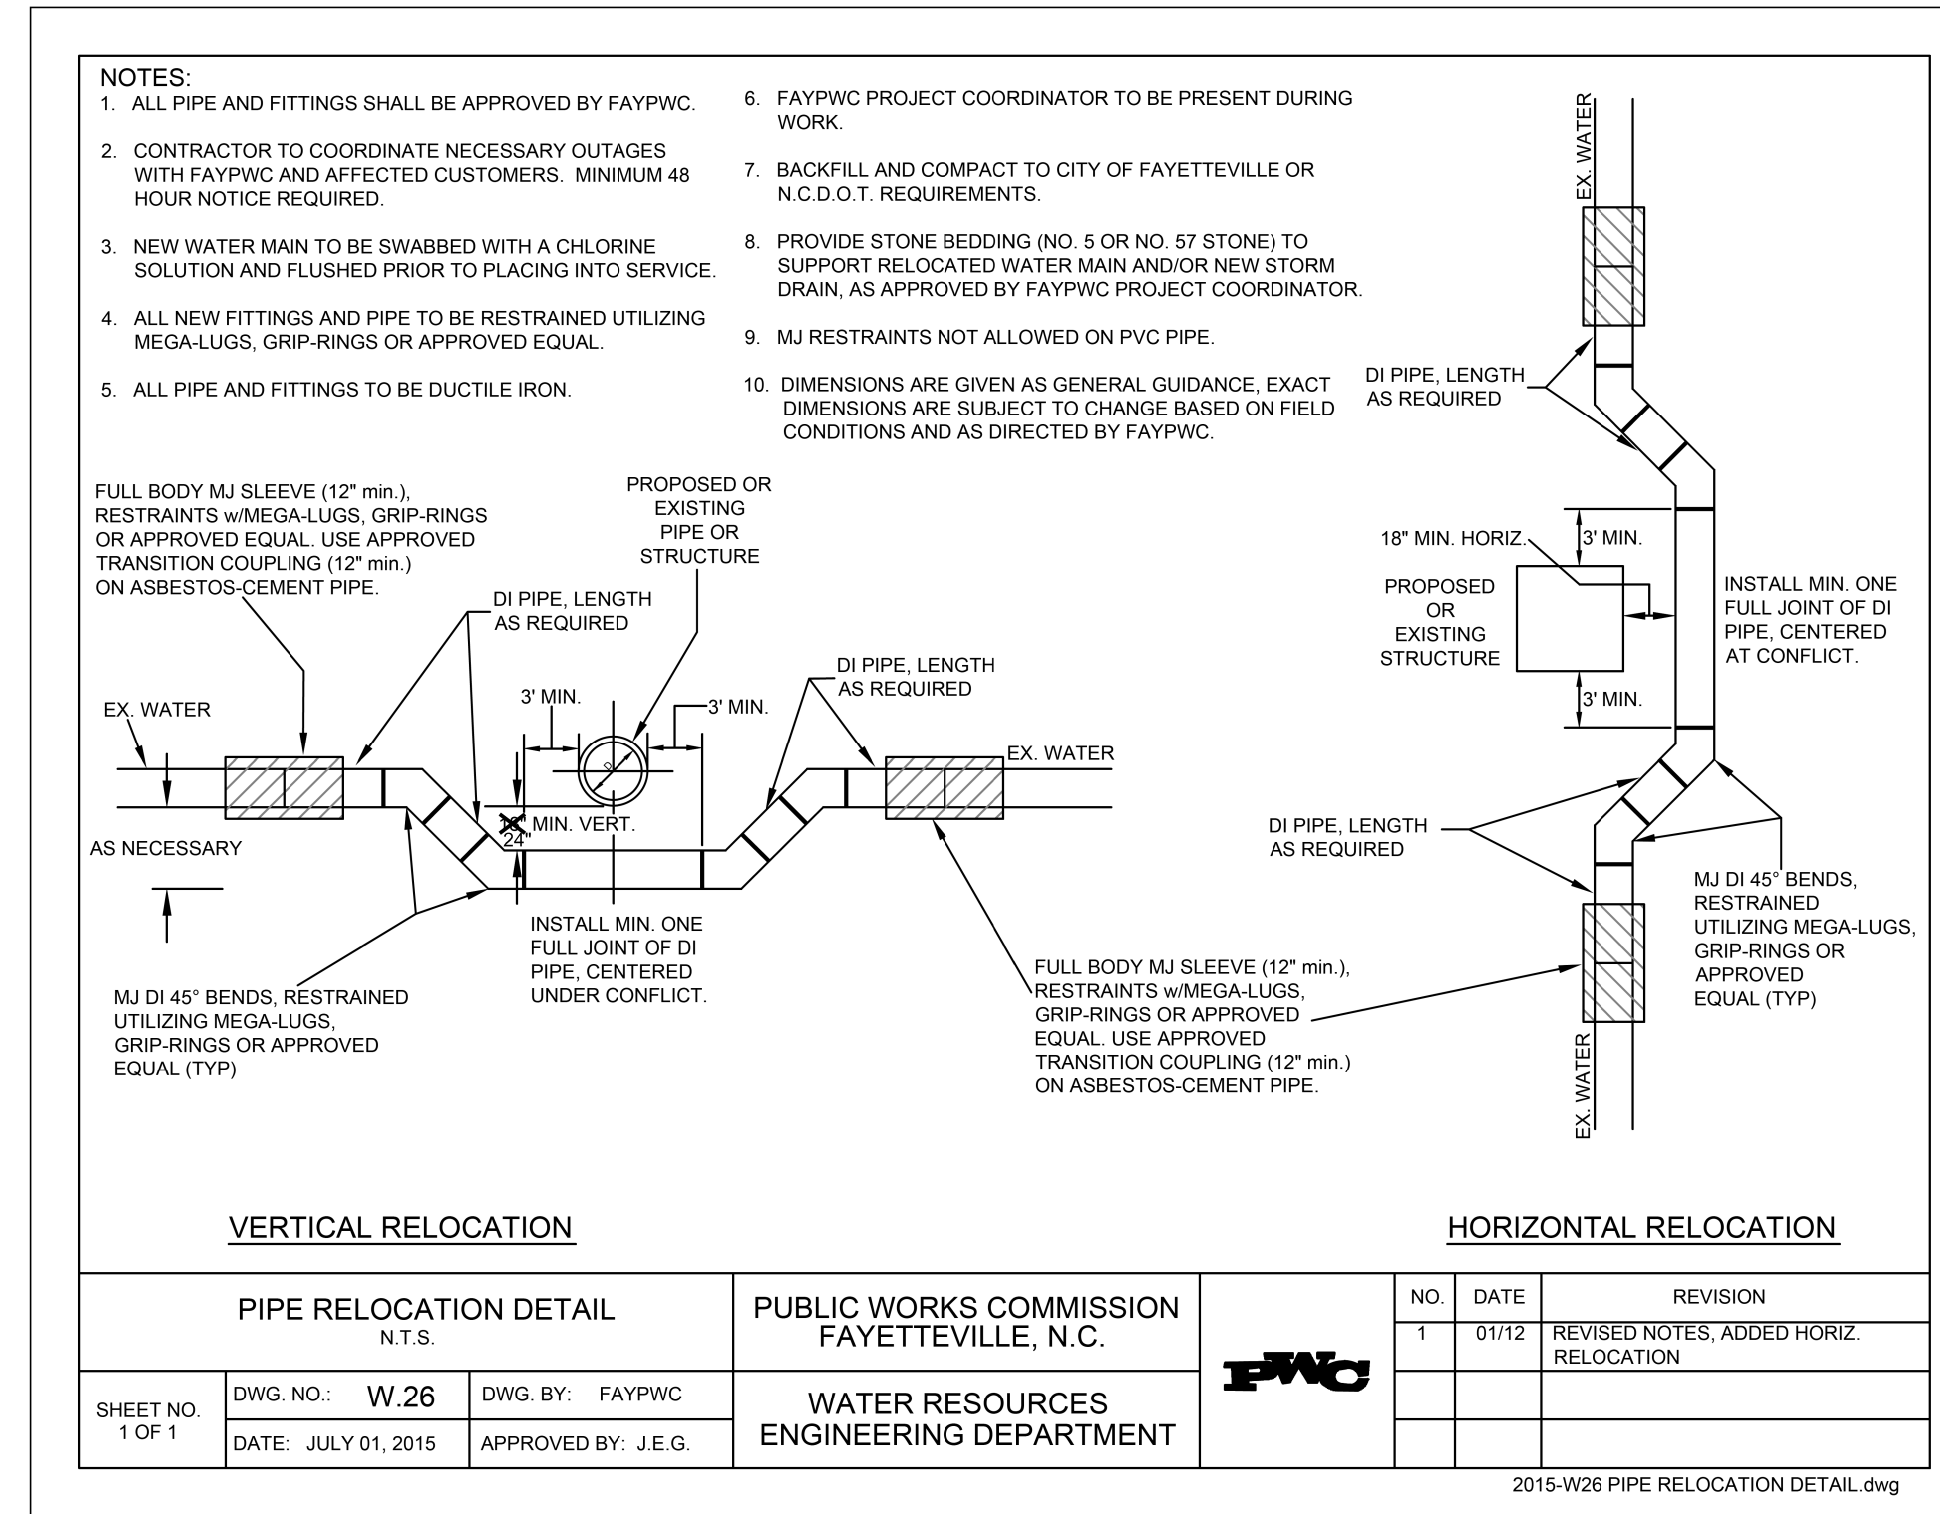 NOTES:
1. ALL PIPE AND FITTINGS SHALL BE APPROVED BY FAYPWC.
2. CONTRACTOR TO COORDINATE NECESSARY OUTAGES
WITH FAYPWC AND AFFECTED CUSTOMERS. MINIMUM 48
HOUR NOTICE REQUIRED.
3. NEW WATER MAIN TO BE SWABBED WITH A CHLORINE
SOLUTION AND FLUSHED PRIOR TO PLACING INTO SERVICE.
4. ALL NEW FITTINGS AND PIPE TO BE RESTRAINED UTILIZING
MEGA-LUGS, GRIP-RINGS OR APPROVED EQUAL.
5. ALL PIPE AND FITTINGS TO BE DUCTILE IRON.
6. FAYPWC PROJECT COORDINATOR TO BE PRESENT DURING
WORK.
7. BACKFILL AND COMPACT TO CITY OF FAYETTEVILLE OR
N.C.D.O.T. REQUIREMENTS.
8. PROVIDE STONE BEDDING (NO. 5 OR NO. 57 STONE) TO
SUPPORT RELOCATED WATER MAIN AND/OR NEW STORM
DRAIN, AS APPROVED BY FAYPWC PROJECT COORDINATOR.
9. MJ RESTRAINTS NOT ALLOWED ON PVC PIPE.
10. DIMENSIONS ARE GIVEN AS GENERAL GUIDANCE, EXACT
DIMENSIONS ARE SUBJECT TO CHANGE BASED ON FIELD
CONDITIONS AND AS DIRECTED BY FAYPWC.
FULL BODY MJ SLEEVE (12" min.),
RESTRAINTS w/MEGA-LUGS, GRIP-RINGS
OR APPROVED EQUAL. USE APPROVED
TRANSITION COUPLING (12" min.)
ON ASBESTOS-CEMENT PIPE.
PROPOSED OR
EXISTING
PIPE OR
STRUCTURE
DI PIPE, LENGTH
AS REQUIRED
DI PIPE, LENGTH
AS REQUIRED
3' MIN.
3' MIN.
EX. WATER
EX. WATER
D
MIN. VERT.
24"
AS NECESSARY
INSTALL MIN. ONE
FULL JOINT OF DI
PIPE, CENTERED
UNDER CONFLICT.
MJ DI 45° BENDS, RESTRAINED
UTILIZING MEGA-LUGS,
GRIP-RINGS OR APPROVED
EQUAL (TYP)
FULL BODY MJ SLEEVE (12" min.),
RESTRAINTS w/MEGA-LUGS,
GRIP-RINGS OR APPROVED
EQUAL. USE APPROVED
TRANSITION COUPLING (12" min.)
ON ASBESTOS-CEMENT PIPE.
EX. WATER
DI PIPE, LENGTH
AS REQUIRED
18" MIN. HORIZ.
3' MIN.
PROPOSED
OR
EXISTING
STRUCTURE
INSTALL MIN. ONE
FULL JOINT OF DI
PIPE, CENTERED
AT CONFLICT.
3' MIN.
DI PIPE, LENGTH
AS REQUIRED
MJ DI 45° BENDS,
RESTRAINED
UTILIZING MEGA-LUGS,
GRIP-RINGS OR
APPROVED
EQUAL (TYP)
EX. WATER
VERTICAL RELOCATION
HORIZONTAL RELOCATION
PIPE RELOCATION DETAIL
N.T.S.
SHEET NO.
1 OF 1
DWG. NO.: W.26
DWG. BY: FAYPWC
DATE: JULY 01, 2015
APPROVED BY: J.E.G.
PUBLIC WORKS COMMISSION
FAYETTEVILLE, N.C.
WATER RESOURCES
ENGINEERING DEPARTMENT
PWC
NO. DATE REVISION
1 01/12 REVISED NOTES, ADDED HORIZ.
RELOCATION
2015-W26 PIPE RELOCATION DETAIL.dwg